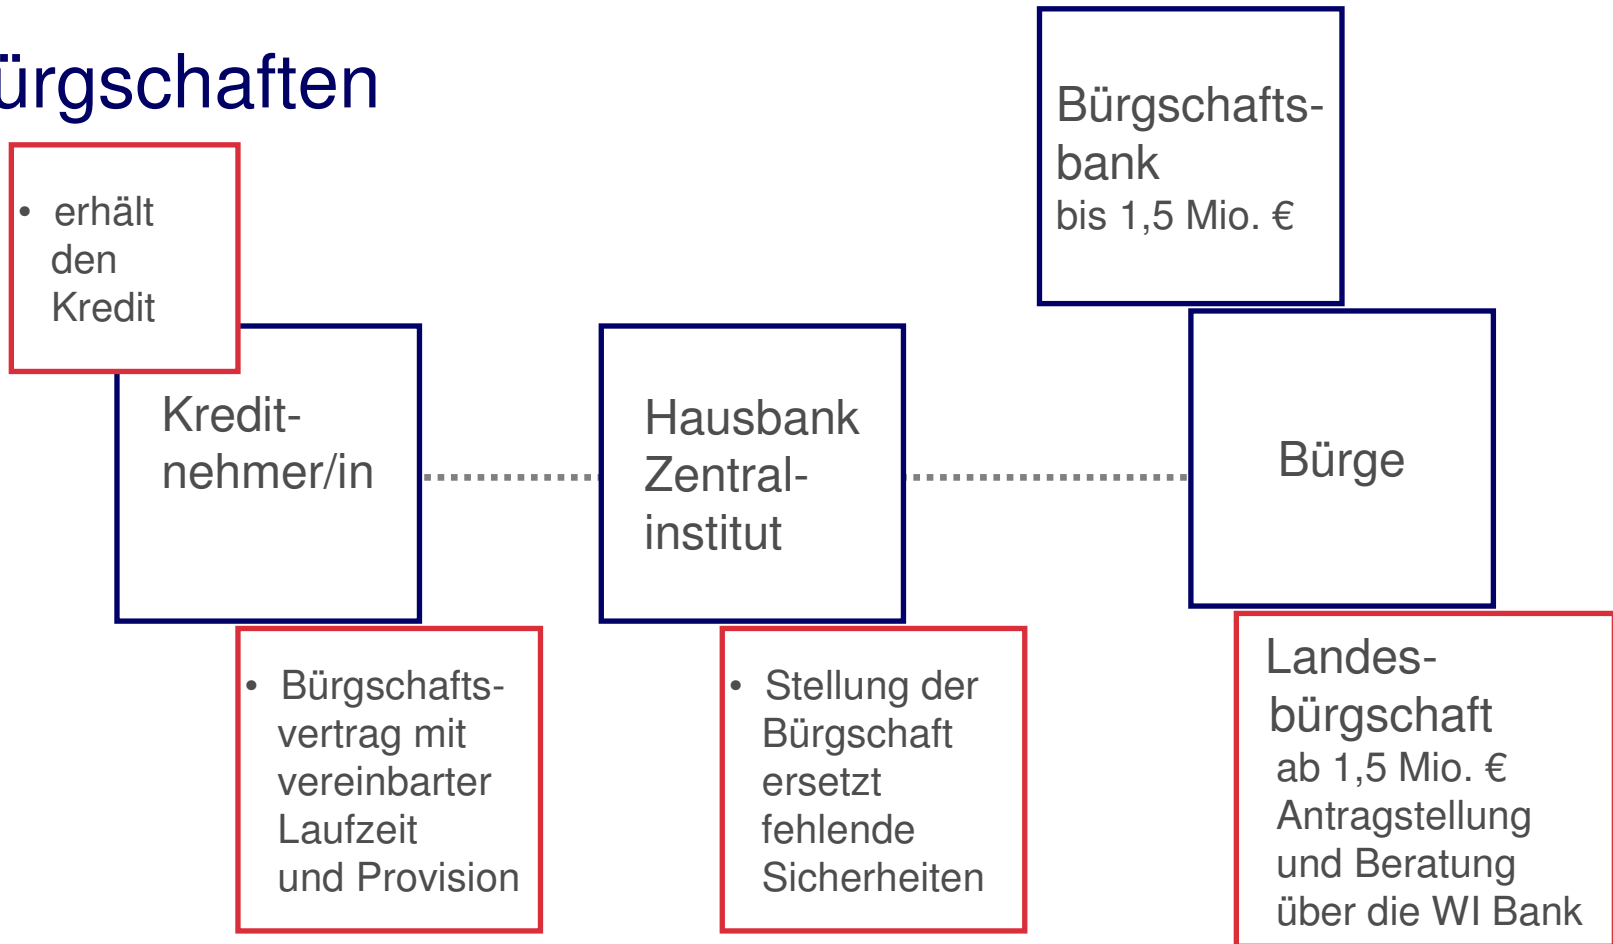 ürgschaften
• erhält
den
Kredit
Kredit-
nehmer/in
• Bürgschafts-
vertrag mit
vereinbarter
Laufzeit
und Provision
Hausbank
Zentral-
institut
• Stellung der
Bürgschaft
ersetzt
fehlende
Sicherheiten
Bürgschafts-
bank
bis 1,5 Mio. €
Bürge
Landes-
bürgschaft
ab 1,5 Mio. €
Antragstellung
und Beratung
über die WI Bank